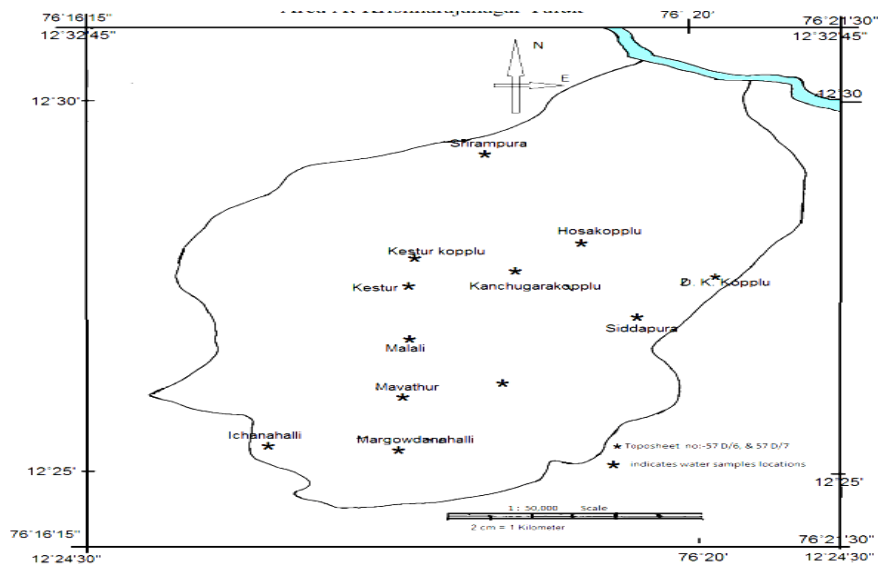 76°16'15"
76° 20'
76°21'30"
12°32'45"
12°32'45"
N
E
12°30'
12°30
Srirampura
Hosakopplu
Kestur kopplu
Kestur
Kanchugarakopplu
D. K. Kopplu
Siddapura
Malali
Mavathur
Ichanahalli
Margowdanahalli
Toposheet no:-57 D/6, & 57 D/7
indicates water samples locations
12°25'
12°25'
1 : 50,000 Scale
2 cm = 1 Kilometer
76°16'15"
76°20'
76°21'30"
12°24'30"
12°24'30"